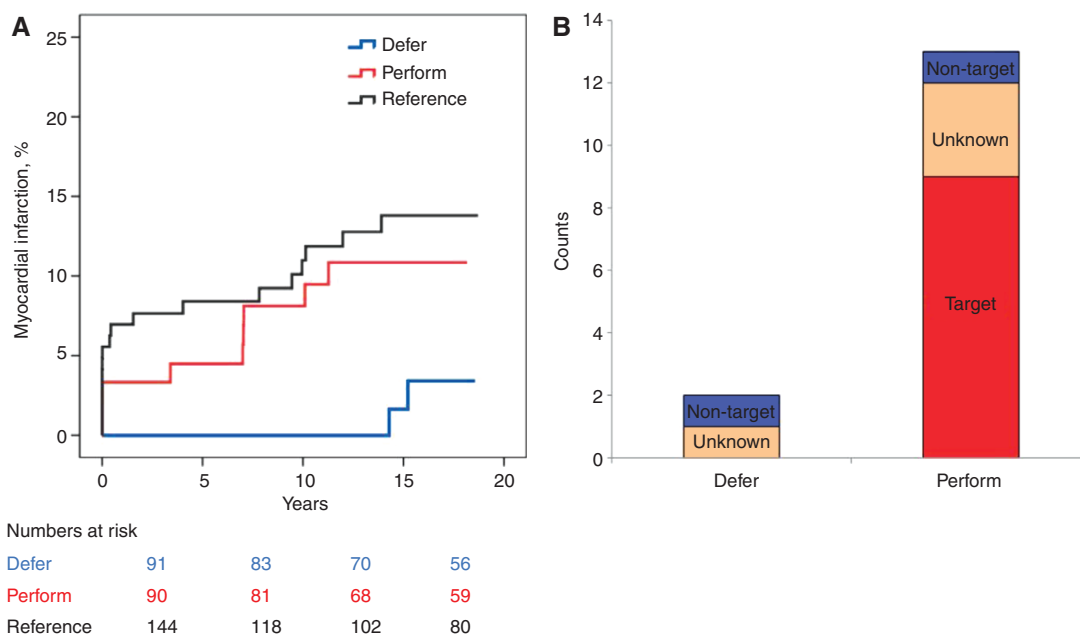 A
Myocardial infarction, %
25
20
15
10
5
0
Defer
Perform
Reference
0 5 10 15 20
Years
Numbers at risk
Defer 91 83 70 56
Perform 90 81 68 59
Reference 144 118 102 80
B
Counts
14
12
10
8
6
4
2
0
Non-target
Unknown
Non-target
Unknown
Target
Defer Perform